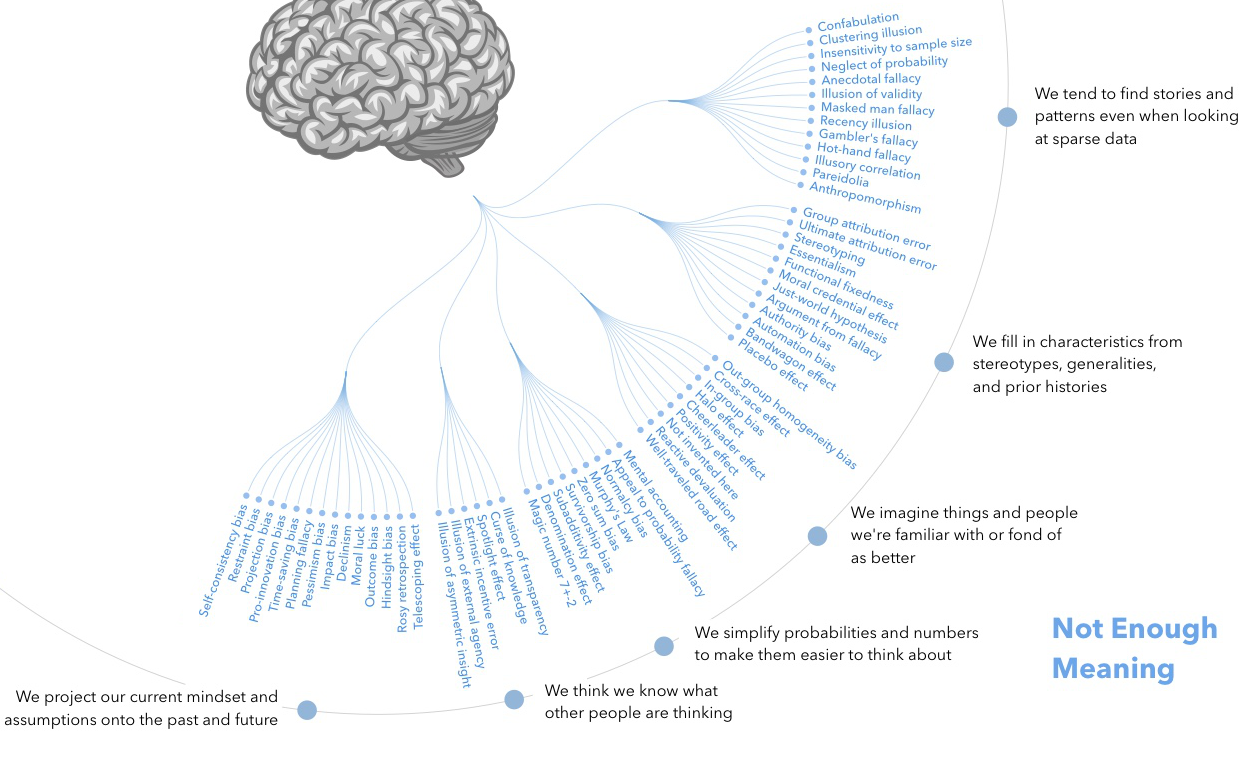 Confabulation
Clustering illusion
Insensitivity to sample size
Neglect of probability
Anecdotal fallacy
Illusion of validity
Masked man fallacy
Recency illusion
Gambler's fallacy
Hot-hand fallacy
Illusory correlation
Pareidolia
Anthropomorphism
We tend to find stories and
patterns even when looking
at sparse data
Group attribution error
Ultimate attribution error
Stereotyping
Essentialism
Functional fixedness
Moral credential effect
Just-world hypothesis
Argument from fallacy
Authority bias
Automation bias
Bandwagon effect
Placebo effect
We fill in characteristics from
stereotypes, generalities,
and prior histories
Out-group homogeneity bias
Cross-race effect
In-group bias
Halo effect
Cheerleader effect
Positivity effect
Not invented here
Reactive devaluation
Well-traveled road effect
We imagine things and people
we're familiar with or fond of
as better
Mental accounting
Appeal to probability fallacy
Normalcy bias
Murphy's Law
Zero sum bias
Survivorship bias
Subadditivity effect
Denomination effect
Magic number 7+-2
We simplify probabilities and numbers
to make them easier to think about
Illusion of transparency
Curse of knowledge
Spotlight effect
Extrinsic incentive error
Illusion of external agency
Illusion of asymmetric insight
We think we know what
other people are thinking
Telescoping effect
Rosy retrospection
Hindsight bias
Outcome bias
Moral luck
Declinism
Impact bias
Pessimism bias
Planning fallacy
Time-saving bias
Pro-innovation bias
Projection bias
Restraint bias
Self-consistency bias
We project our current mindset and
assumptions onto the past and future
Not Enough
Meaning